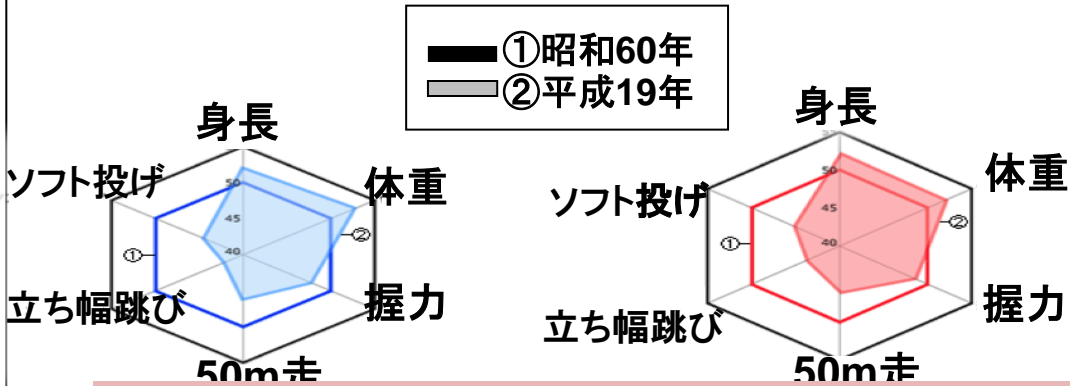 ①昭和60年
②平成19年
身長
ソフト投げ
体重
50
45
40
①
②
立ち幅跳び
握力
50m走
身長
ソフト投げ
体重
50
45
40
①
②
立ち幅跳び
握力
50m走